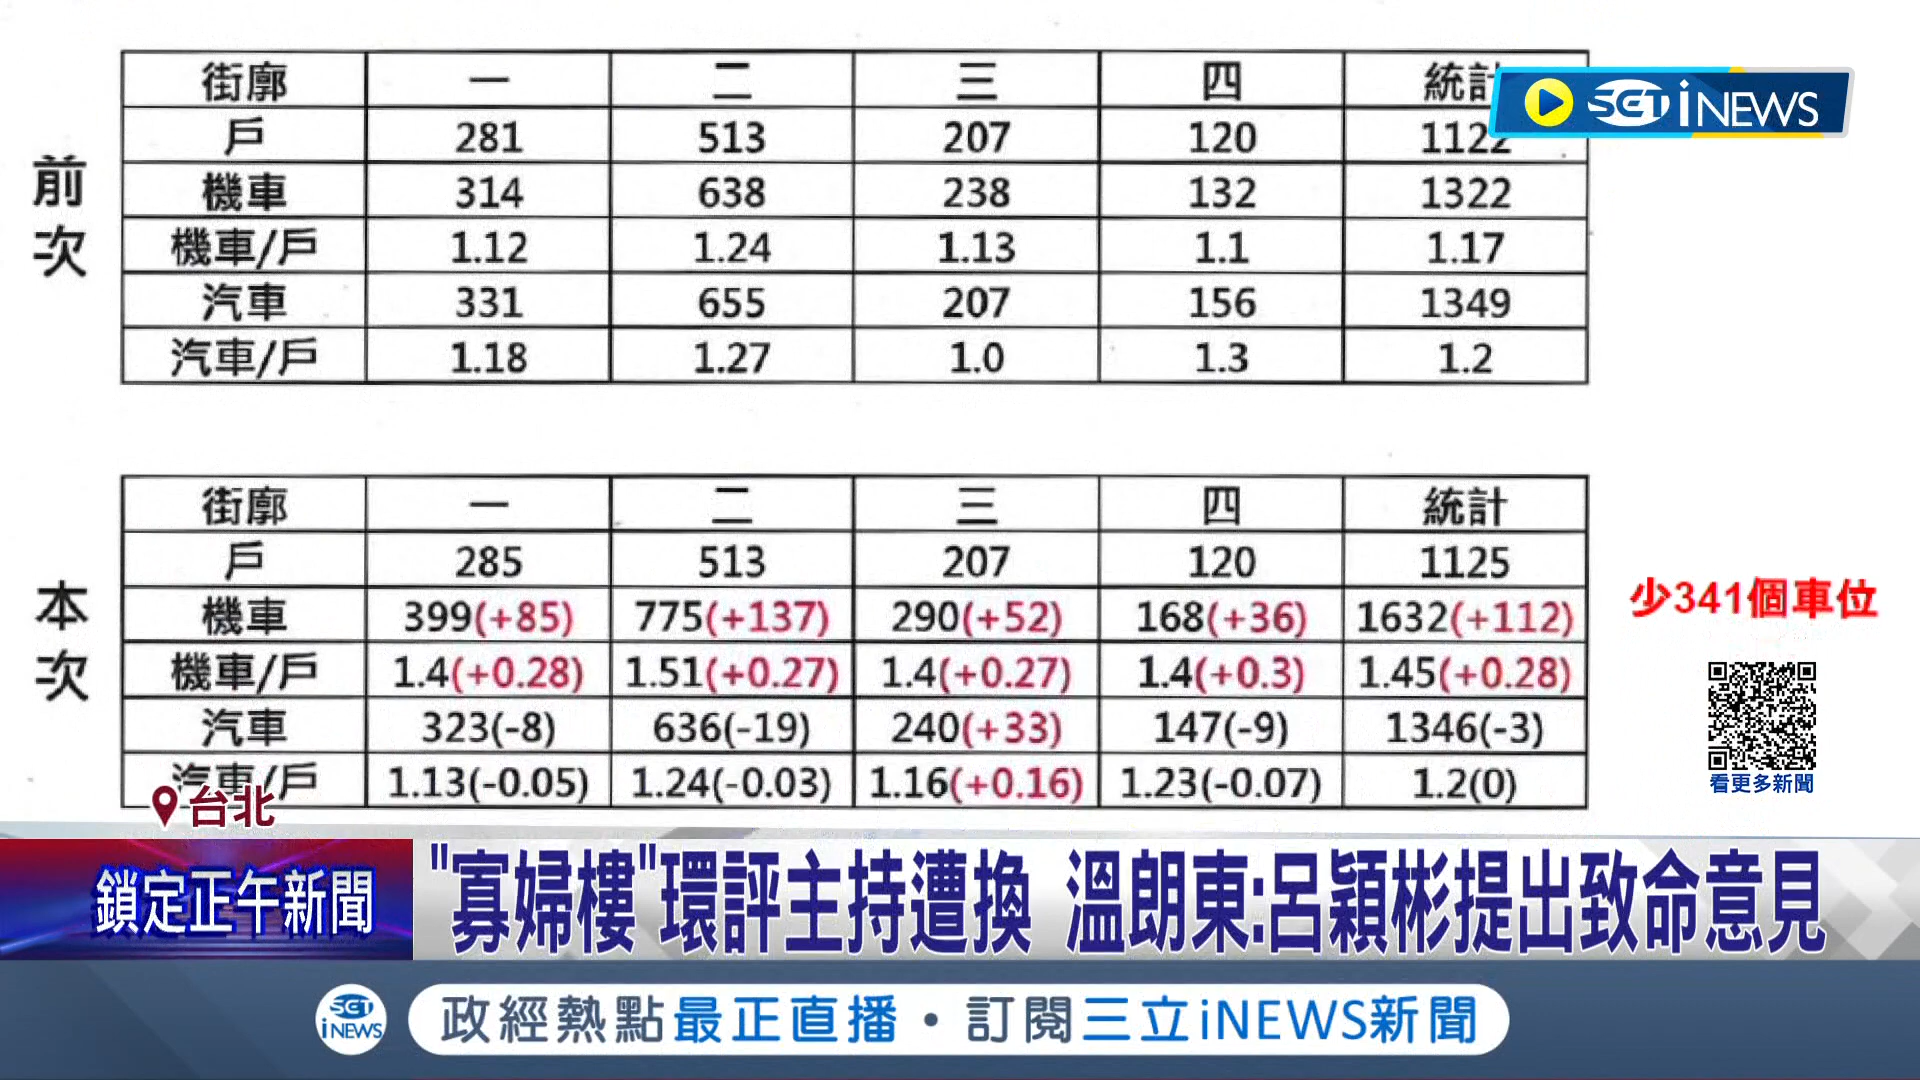 街廓 一 二 三 四 統計
戶 281 513 207 120 1122
機車 314 638 238 132 1322
機車/戶 1.12 1.24 1.13 1.1 1.17
汽車 331 655 207 156 1349
汽車/戶 1.18 1.27 1.0 1.3 1.2
前次
SETiNEWS
街廓 一 二 三 四 統計
戶 285 513 207 120 1125
機車 399(+85) 775(+137) 290(+52) 168(+36) 1632(+112)
機車/戶 1.4(+0.28) 1.51(+0.27) 1.4(+0.27) 1.4(+0.3) 1.45(+0.28)
汽車 323(-8) 636(-19) 240(+33) 147(-9) 1346(-3)
汽車/戶 1.13(-0.05) 1.24(-0.03) 1.16(+0.16) 1.23(-0.07) 1.2(0)
本次
少341個車位
看更多新聞
台北
鎖定正午新聞
"寡婦樓"環評主持遭換 溫朗東:呂穎彬提出致命意見
SET iNEWS
政經熱點最正直播・訂閱三立iNEWS新聞